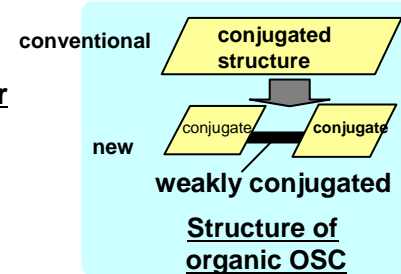 conventional
conjugated
structure
r
conjugate
conjugate
new
weakly conjugated
Structure of
organic OSC